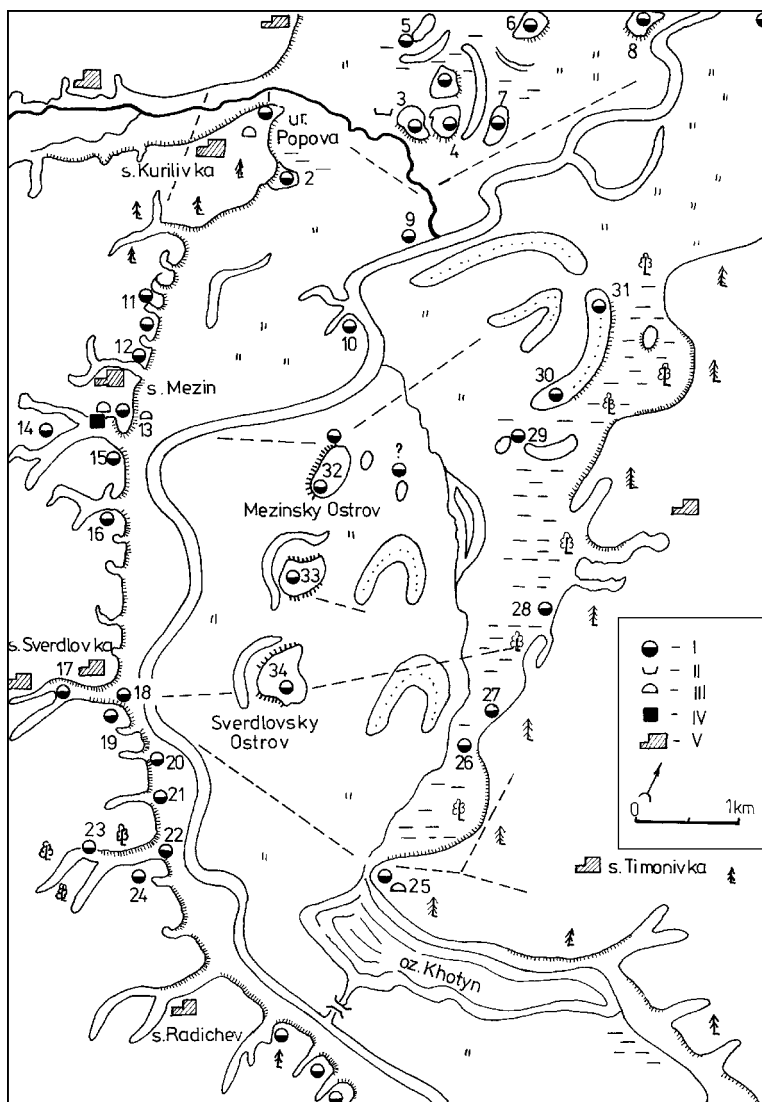 5
6
8
3
7
4
ur.
Popova
s. Kurilivka
2
9
31
11
10
12
30
s. Mezin
29
14
13
?
15
32
Mezinsky Ostrov
16
33
28
s. Sverdlovka
17
18
34
27
Sverdlovsky
Ostrov
19
26
20
21
23
22
24
25
s. Timonivka
oz. Khotyn
s. Radichev
- I
- II
- III
- IV
- V
0 1km